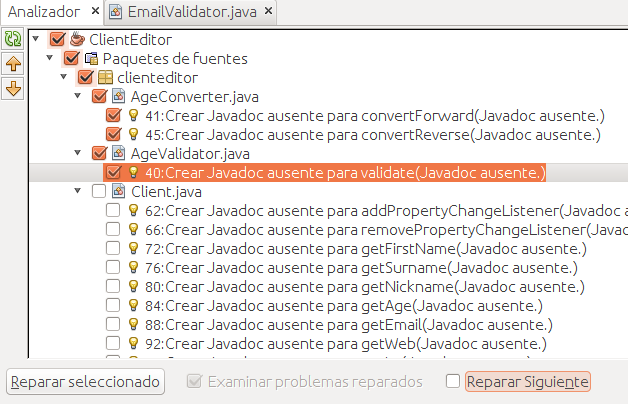 Analizador
EmailValidator.java
ClientEditor
Paquetes de fuentes
clienteditor
AgeConverter.java
41:Crear Javadoc ausente para convertForward(Javadoc ausente.)
45:Crear Javadoc ausente para convertReverse(Javadoc ausente.)
AgeValidator.java
40:Crear Javadoc ausente para validate(Javadoc ausente.)
Client.java
62:Crear Javadoc ausente para addPropertyChangeListener(Javadoc
66:Crear Javadoc ausente para removePropertyChangeListener(Javadoc
72:Crear Javadoc ausente para getFirstName(Javadoc ausente.)
76:Crear Javadoc ausente para getSurname(Javadoc ausente.)
80:Crear Javadoc ausente para getNickname(Javadoc ausente.)
84:Crear Javadoc ausente para getAge(Javadoc ausente.)
88:Crear Javadoc ausente para getEmail(Javadoc ausente.)
92:Crear Javadoc ausente para getWeb(Javadoc ausente.)
Reparar seleccionado
Examinar problemas reparados
Reparar Siguiente